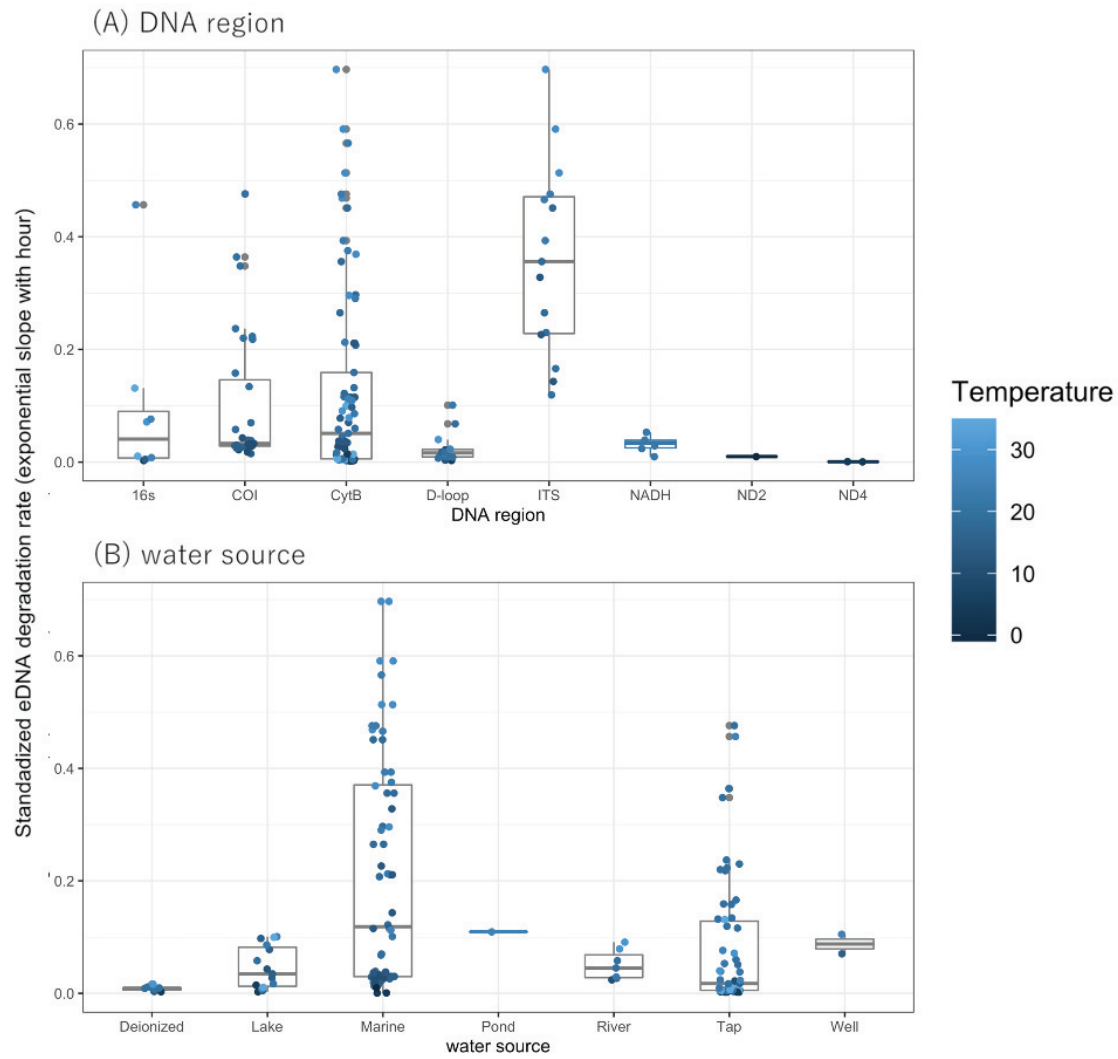 (A) DNA region
Standadized eDNA degradation rate (exponential slope with hour)
0.6
0.4
0.2
0.0
16s COI CytB D-loop ITS NADH ND2 ND4
DNA region
Temperature
30
20
10
0
(B) water source
0.6
0.4
0.2
0.0
Deionized Lake Marine Pond River Tap Well
water source